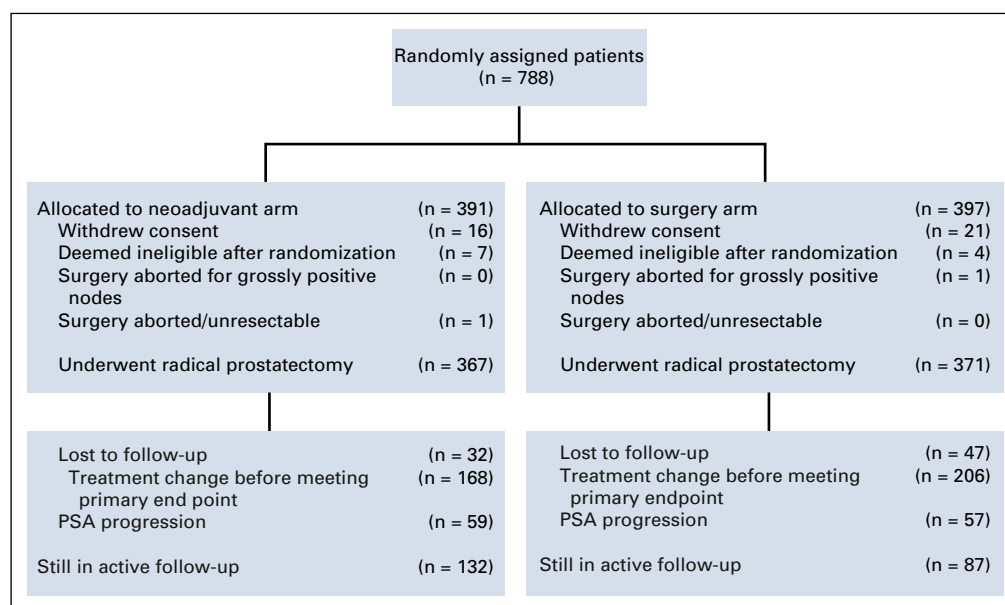 Randomly assigned patients
(n = 788)
Allocated to neoadjuvant arm (n = 391)
Withdrew consent (n = 16)
Deemed ineligible after randomization (n = 7)
Surgery aborted for grossly positive (n = 0)
nodes
Surgery aborted/unresectable (n = 1)
Underwent radical prostatectomy (n = 367)
Allocated to surgery arm (n = 397)
Withdrew consent (n = 21)
Deemed ineligible after randomization (n = 4)
Surgery aborted for grossly positive (n = 1)
nodes
Surgery aborted/unresectable (n = 0)
Underwent radical prostatectomy (n = 371)
Lost to follow-up (n = 32)
Treatment change before meeting (n = 168)
primary end point
PSA progression (n = 59)
Still in active follow-up (n = 132)
Lost to follow-up (n = 47)
Treatment change before meeting (n = 206)
primary endpoint
PSA progression (n = 57)
Still in active follow-up (n = 87)